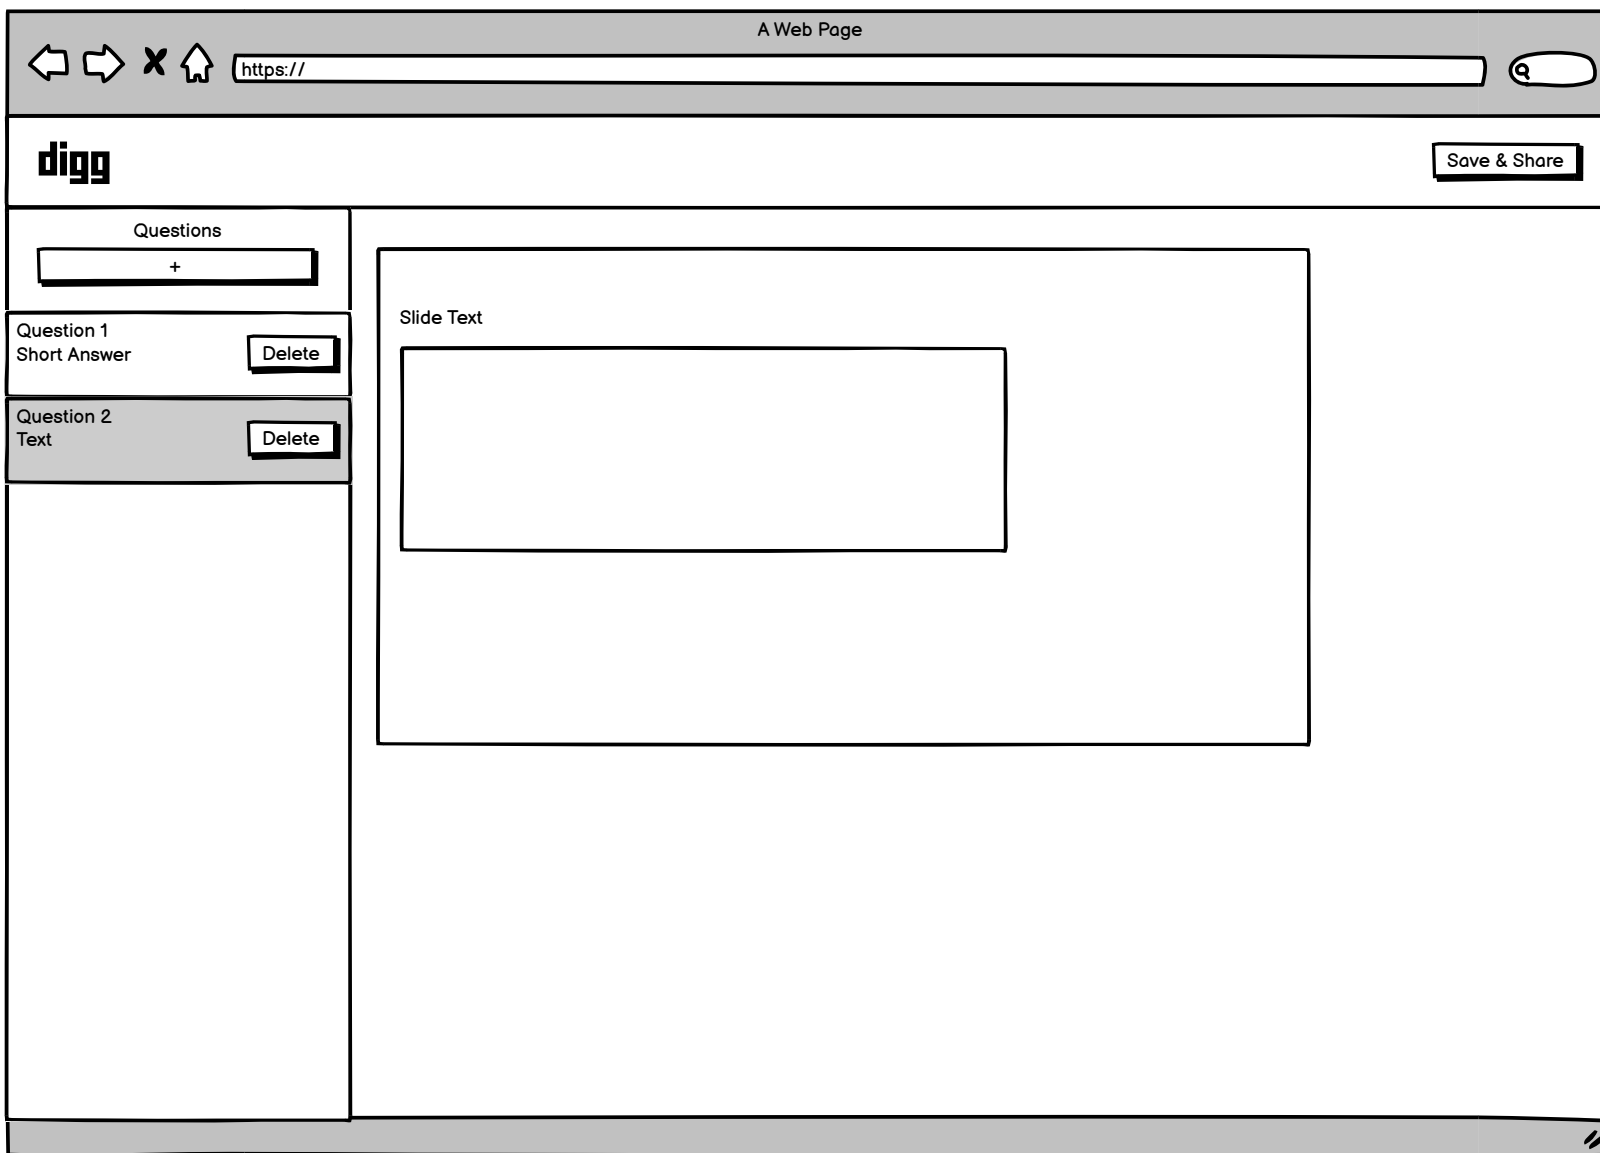 A Web Page
https://
digg
Save & Share
Questions
+
Question 1
Short Answer
Delete
Question 2
Text
Delete
Slide Text